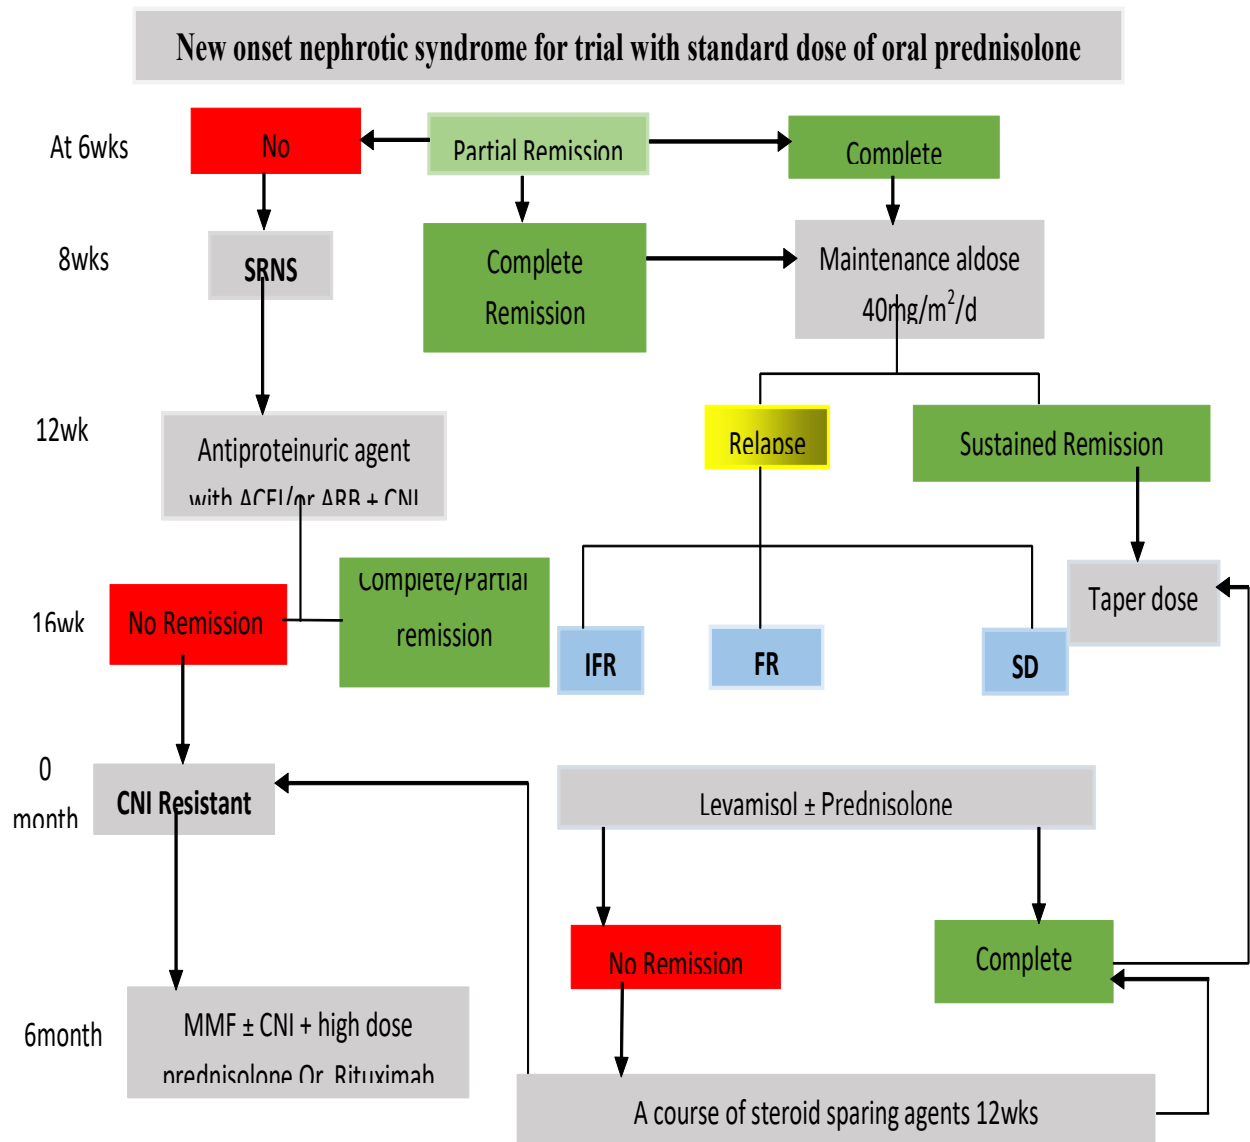 New onset nephrotic syndrome for trial with standard dose of oral prednisolone
At 6wks
No
Partial Remission
Complete
8wks
SRNS
Complete
Remission
Maintenance aldose
40mg/m²/d
12wk
Antiproteinuric agent
with ACEI/or ARB + CNI
Relapse
Sustained Remission
16wk
No Remission
Complete/Partial
remission
IFR
FR
SD
Taper dose
0
month
CNI Resistant
Levamisol ± Prednisolone
No Remission
Complete
6month
MMF ± CNI + high dose
prednisolone Or Rituximab
A course of steroid sparing agents 12wks